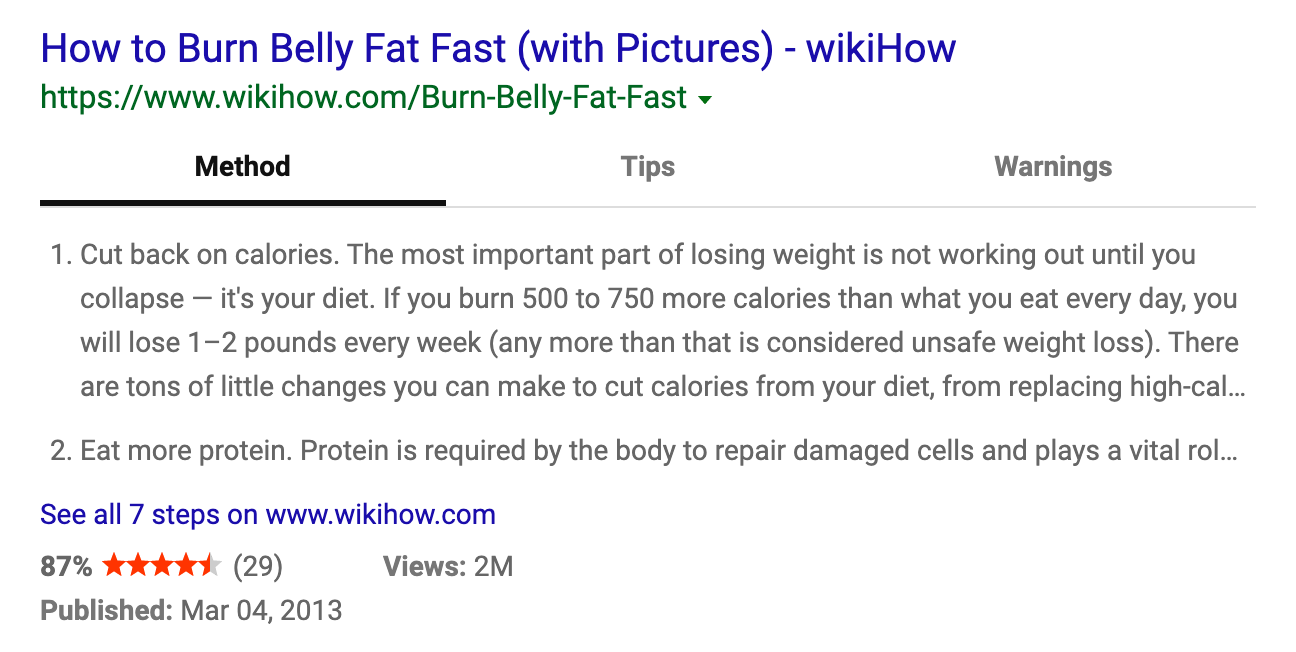 How to Burn Belly Fat Fast (with Pictures) - wikiHow
https://www.wikihow.com/Burn-Belly-Fat-Fast
Method Tips Warnings
1. Cut back on calories. The most important part of losing weight is not working out until you
collapse — it's your diet. If you burn 500 to 750 more calories than what you eat every day, you
will lose 1–2 pounds every week (any more than that is considered unsafe weight loss). There
are tons of little changes you can make to cut calories from your diet, from replacing high-cal...
2. Eat more protein. Protein is required by the body to repair damaged cells and plays a vital rol...
See all 7 steps on www.wikihow.com
87% (29) Views: 2M
Published: Mar 04, 2013